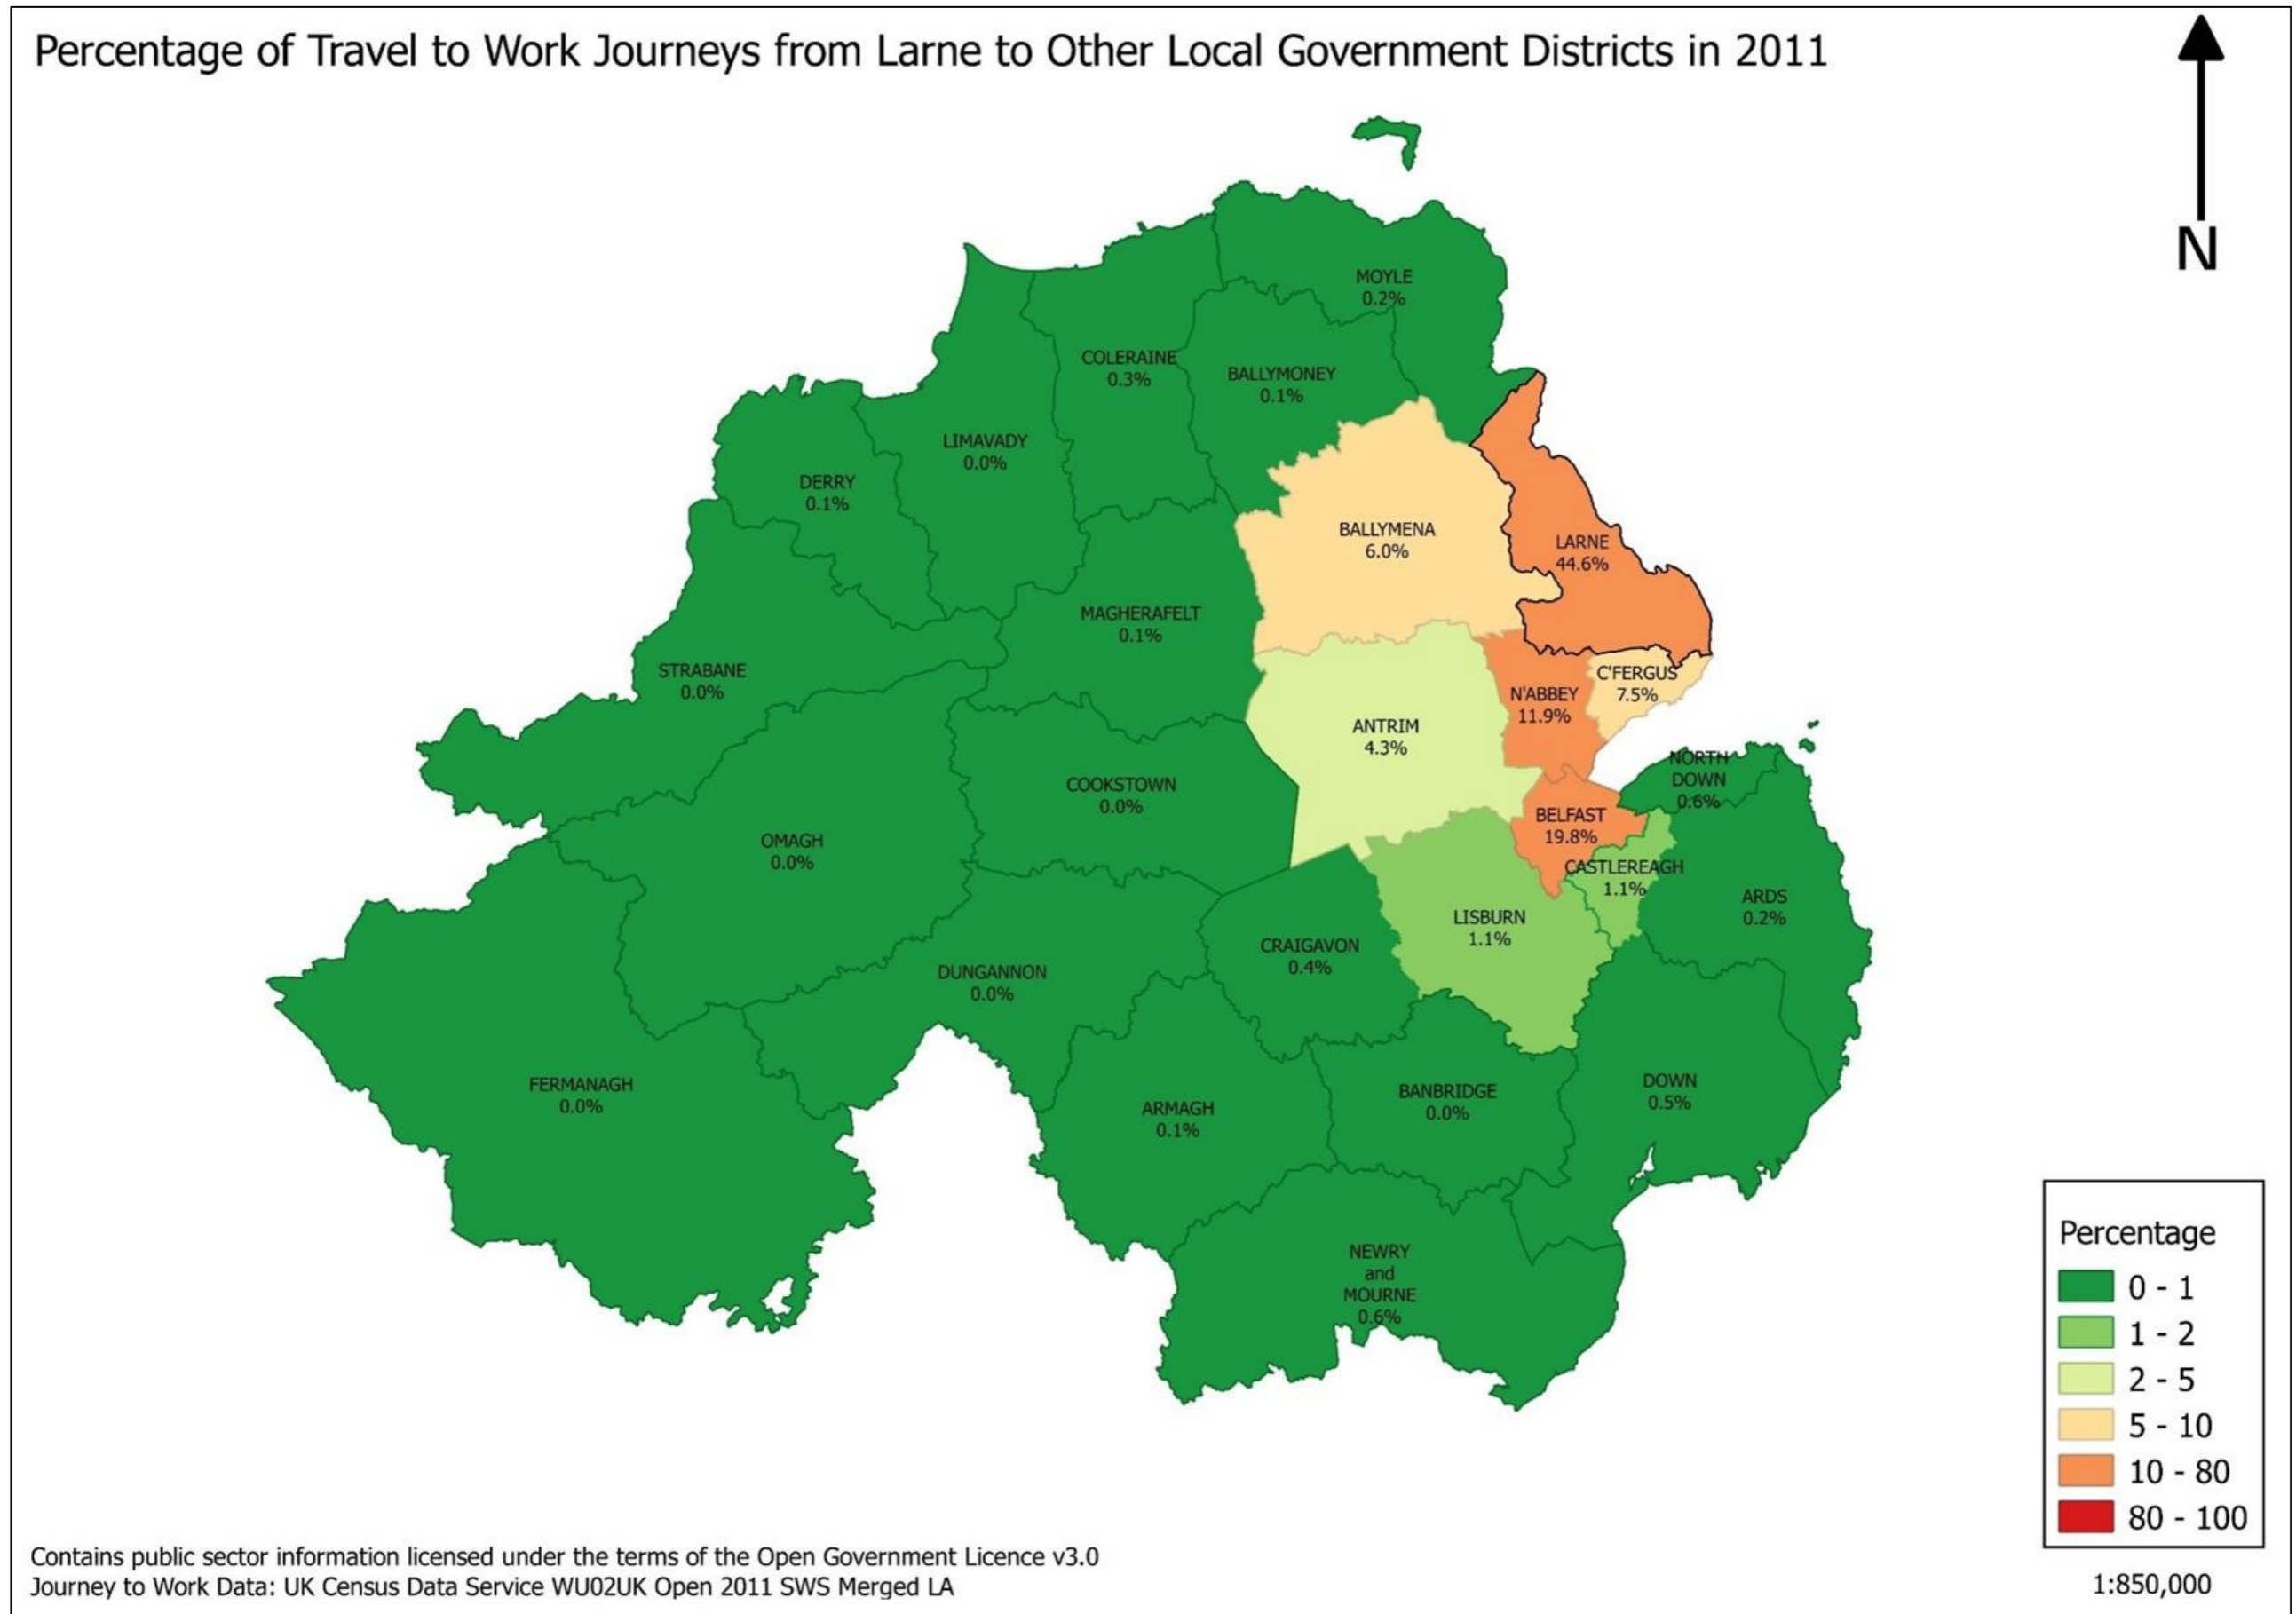 Percentage of Travel to Work Journeys from Larne to Other Local Government Districts in 2011
N
MOYLE
0.2%
COLERAINE
0.3%
BALLYMONEY
0.1%
LIMAVADY
0.0%
DERRY
0.1%
BALLYMENA
6.0%
LARNE
44.6%
MAGHERAFELT
0.1%
STRABANE
0.0%
C'FERGUS
7.5%
N'ABBEY
11.9%
ANTRIM
4.3%
NORTH
DOWN
0.6%
COOKSTOWN
0.0%
BELFAST
19.8%
OMAGH
0.0%
CASTLEREAGH
1.1%
ARDS
0.2%
LISBURN
1.1%
CRAIGAVON
0.4%
DUNGANNON
0.0%
FERMANAGH
0.0%
DOWN
0.5%
BANBRIDGE
0.0%
ARMAGH
0.1%
NEWRY
and
MOURNE
0.6%
Percentage
0 - 1
1 - 2
2 - 5
5 - 10
10 - 80
80 - 100
1:850,000
Contains public sector information licensed under the terms of the Open Government Licence v3.0
Journey to Work Data: UK Census Data Service WU02UK Open 2011 SWS Merged LA